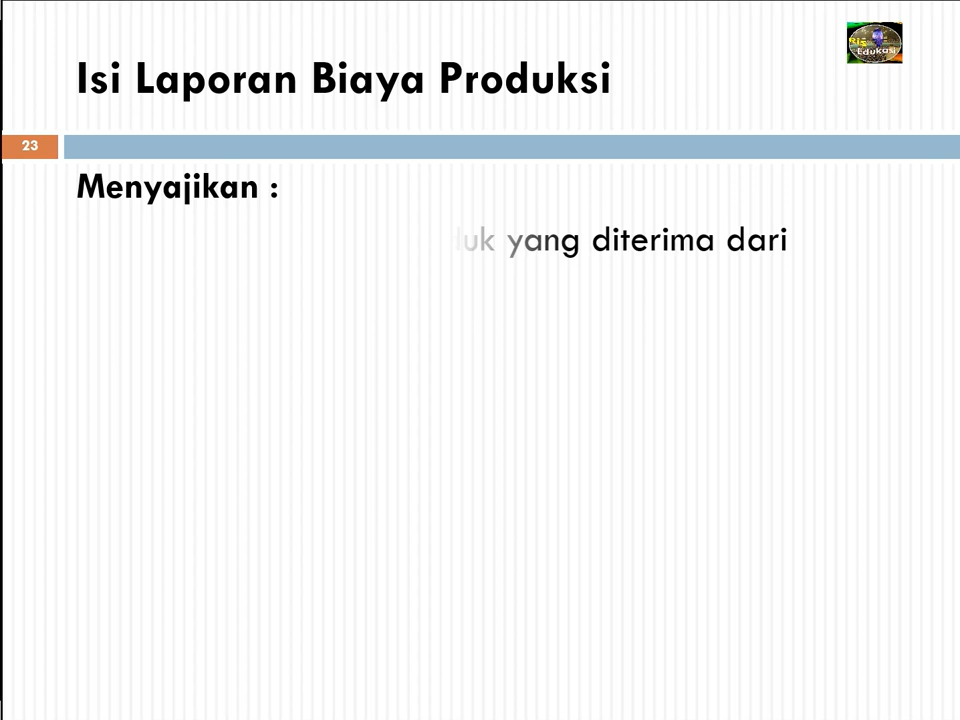 Isi Laporan Biaya Produksi
Edukasi
23
Menyajikan :
yang diterima dari